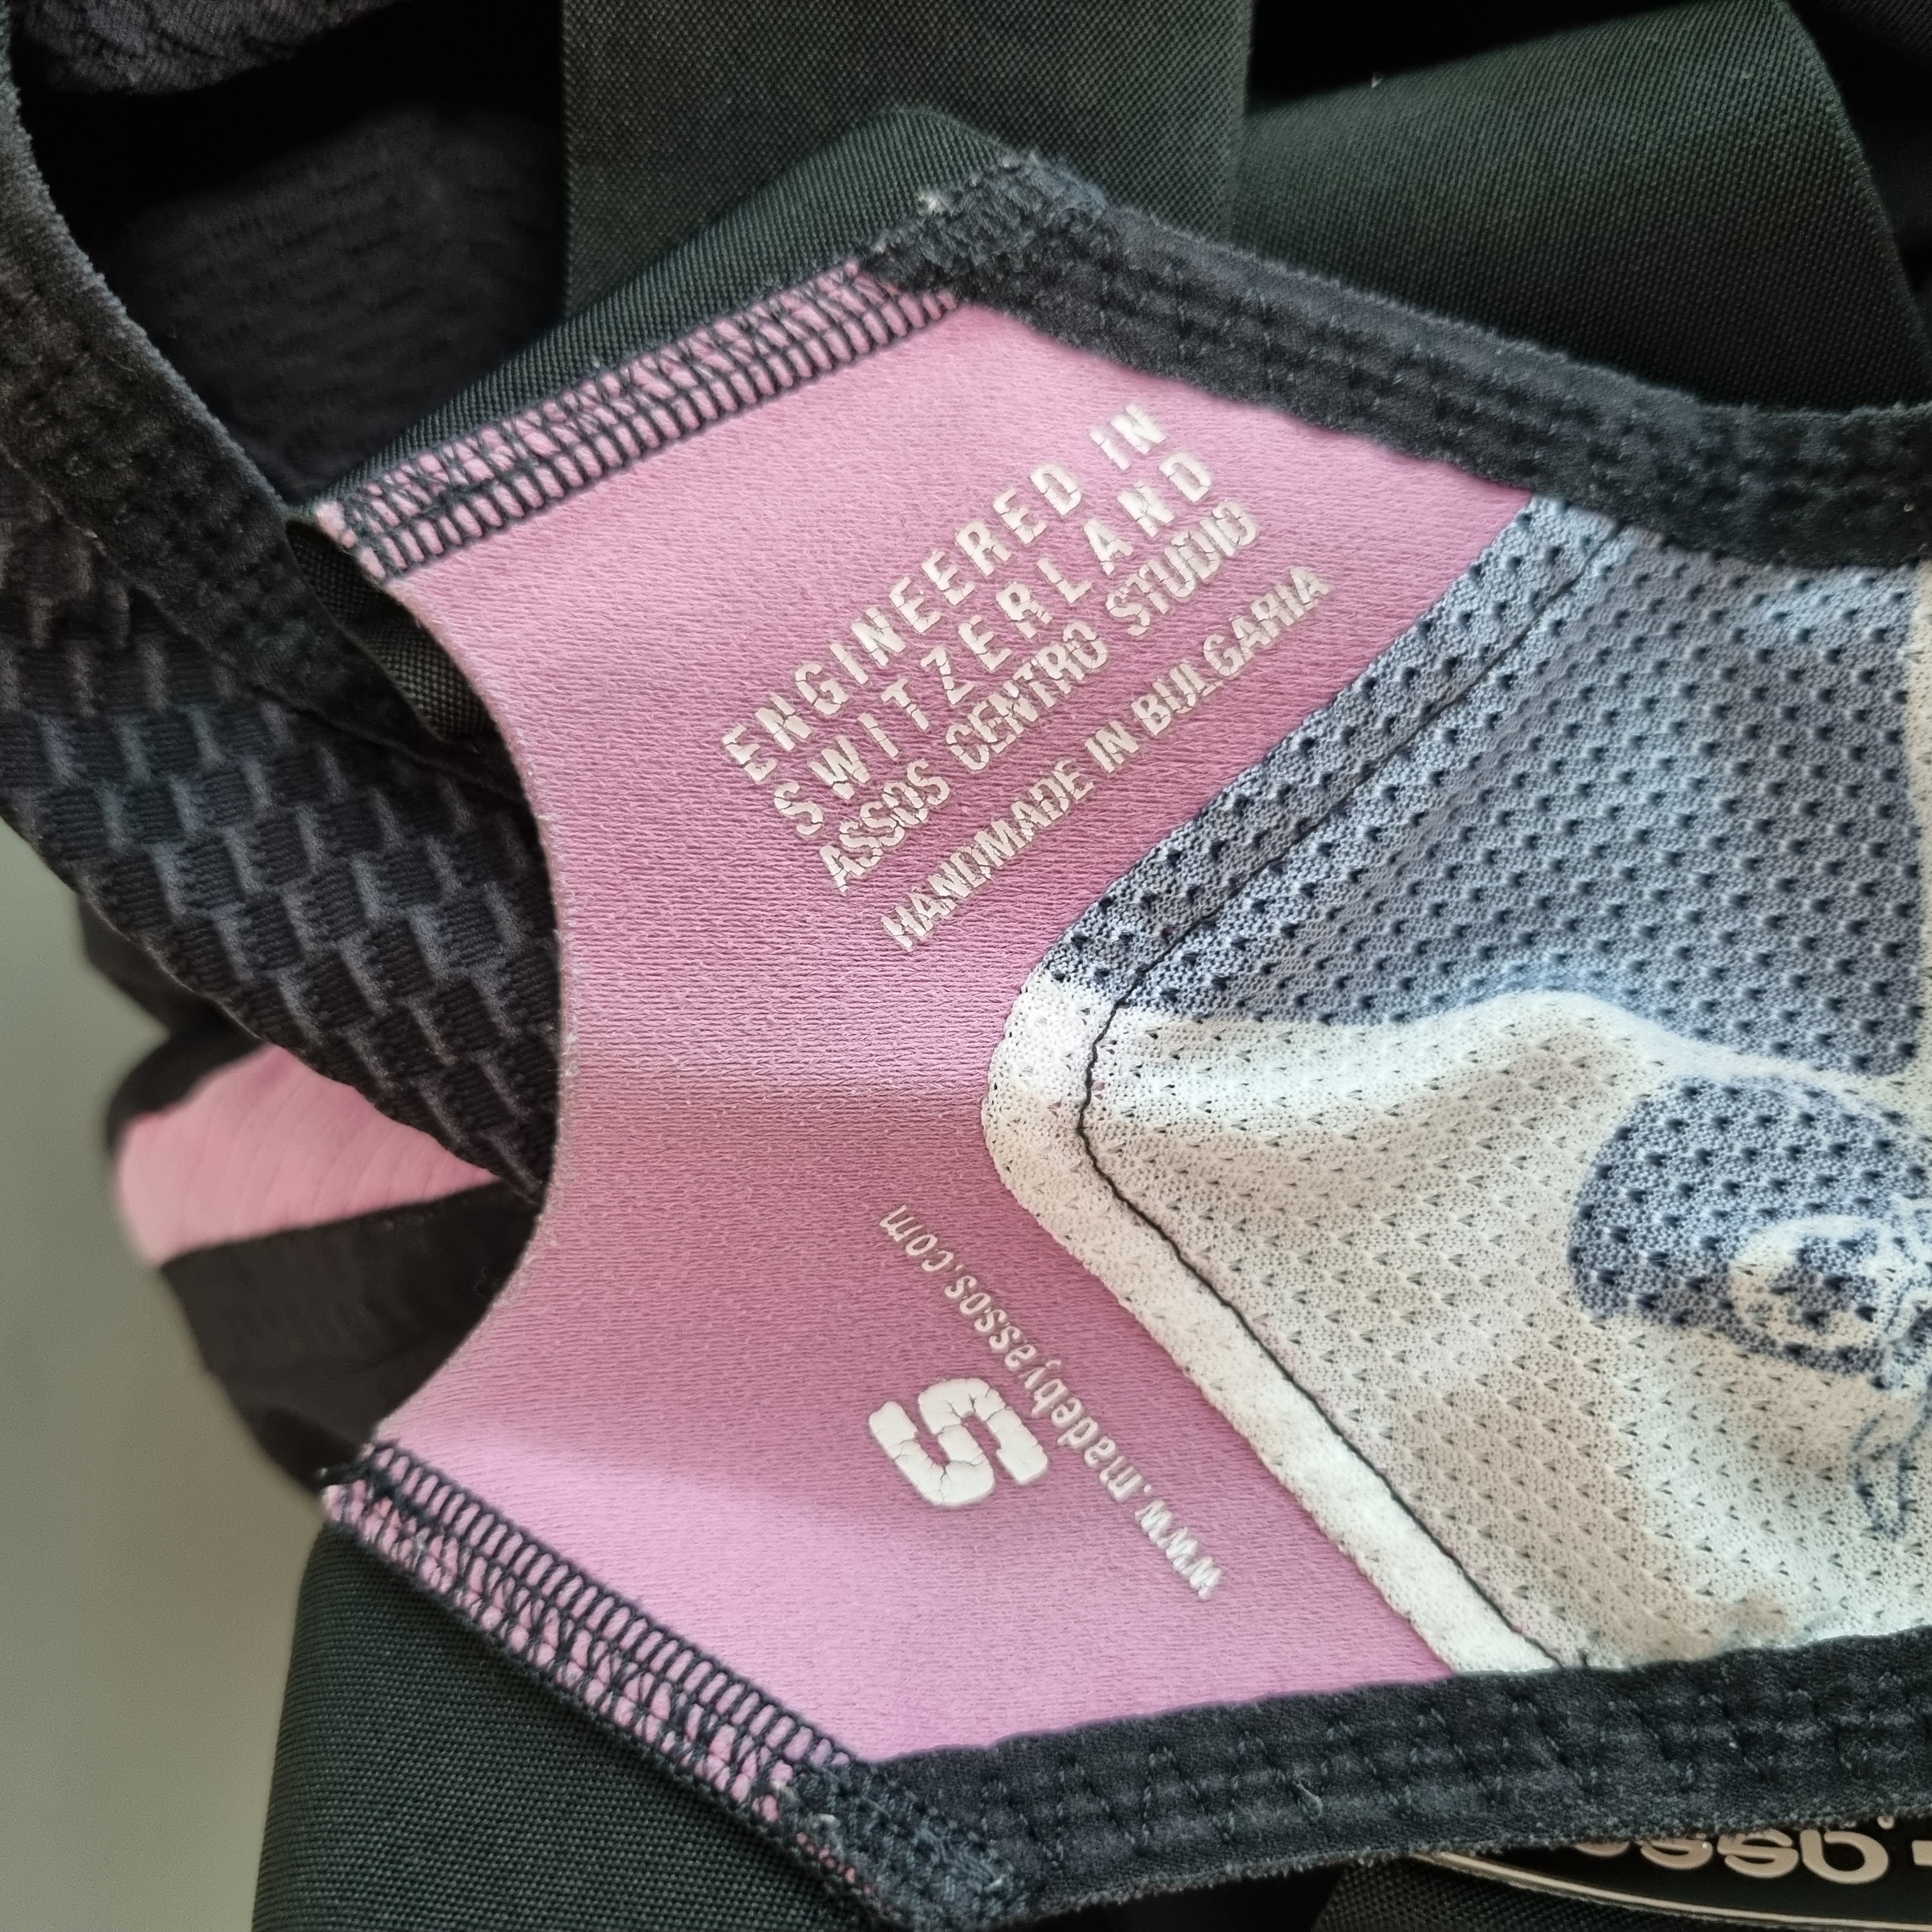 ENGINEERED IN
SWITZERLAND
ASSOS CENTRO STUDIO
HANDMADE IN BULGARIA
www.madebyassos.com
S